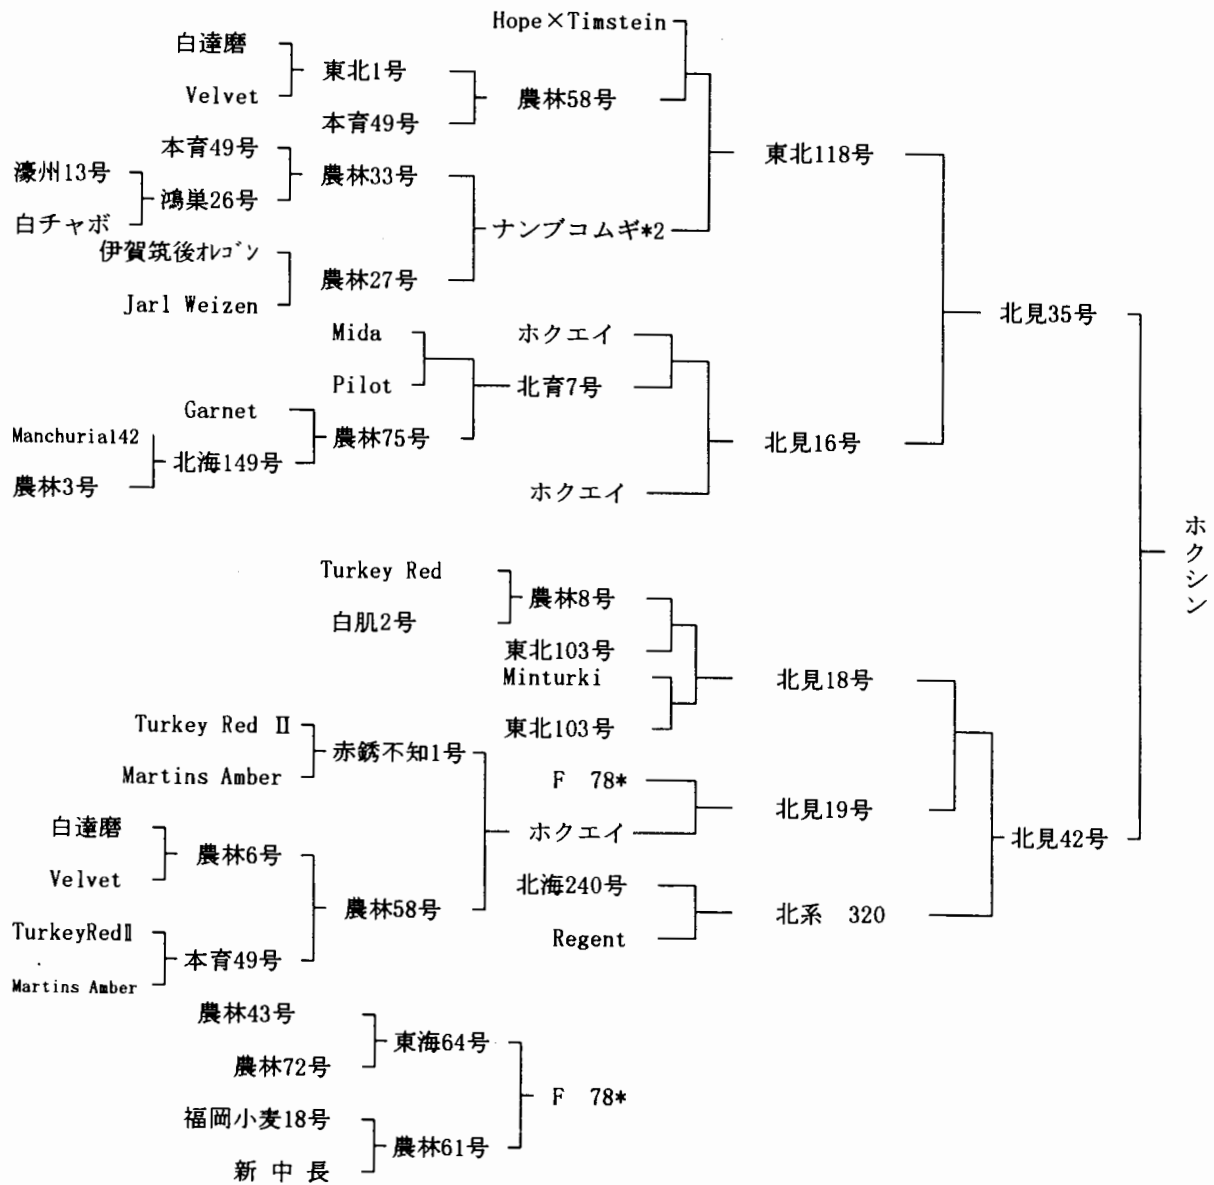 Hope×Timstein
白達磨
東北1号
Velvet
農林58号
本育49号
本育49号
東北118号
濠州13号
農林33号
鴻巣26号
白チャボ
ナンブコムギ*2
伊賀筑後オレゴン
農林27号
Jarl Weizen
北見35号
Mida
ホクエイ
Pilot
北育7号
Garnet
Manchuria142
農林75号
北見16号
北海149号
農林3号
ホクエイ
ホクシン
Turkey Red
農林8号
白肌2号
東北103号
Minturki
北見18号
東北103号
Turkey Red Ⅱ
赤銹不知1号
Martins Amber
F 78*
北見19号
白達磨
ホクエイ
北見42号
農林6号
Velvet
北海240号
農林58号
北系 320
TurkeyRedⅡ
Regent
本育49号
Martins Amber
農林43号
東海64号
農林72号
F 78*
福岡小麦18号
農林61号
新中長